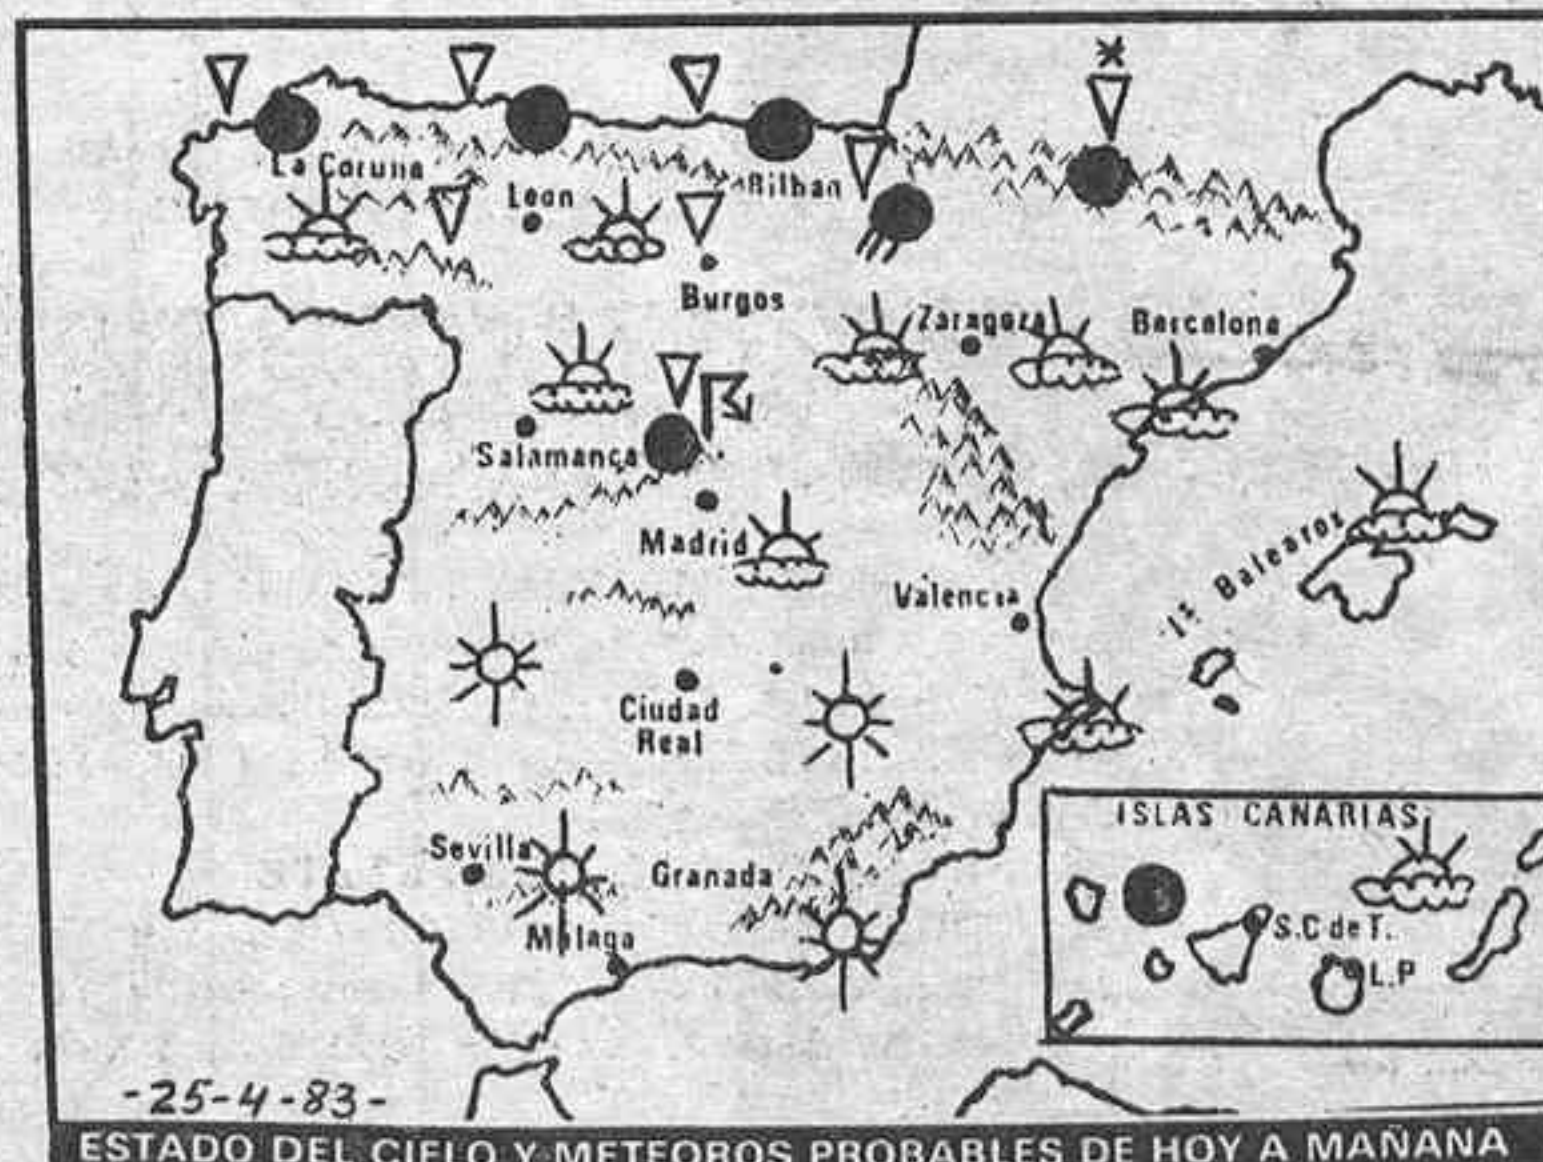 La Coruna
Leon
Bilbao
Burgos
Zaragoza
Barcelona
Salamanca
Madrid
Iˢ Baleares
Valencia
Ciudad
Real
Sevilla
Granada
Malaga
ISLAS CANARIAS
S.C de T.
L.P
-25-4-83-
ESTADO DEL CIELO Y METEOROS PROBABLES DE HOY A MAÑANA